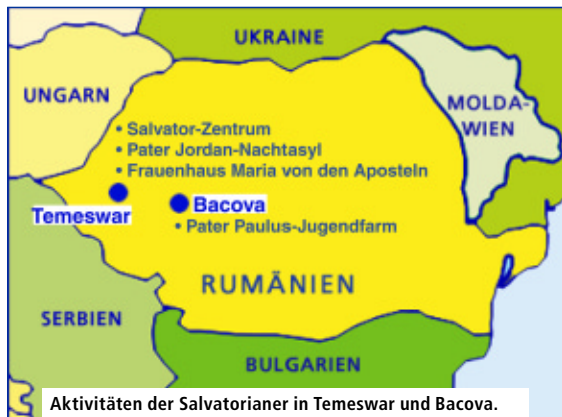 UKRAINE
UNGARN
MOLDA-
WIEN
• Salvator-Zentrum
• Pater Jordan-Nachtasyl
• Frauenhaus Maria von den Aposteln
Temeswar
Bacova
• Pater Paulus-Jugendfarm
RUMÄNIEN
SERBIEN
BULGARIEN
Aktivitäten der Salvatorianer in Temeswar und Bacova.